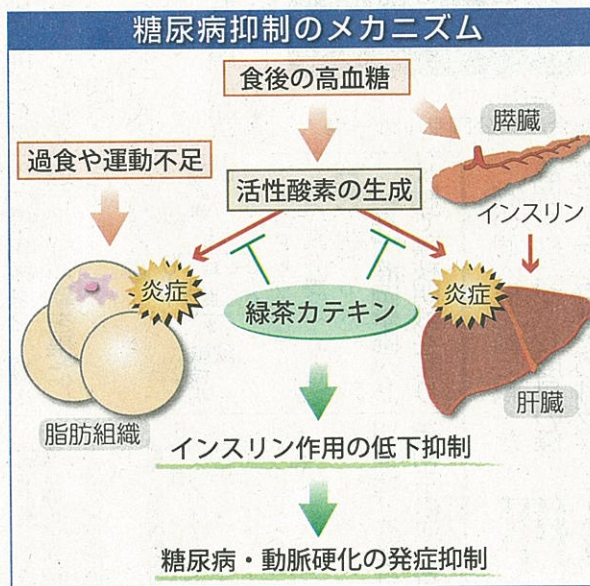 糖尿病抑制のメカニズム
食後の高血糖
膵臓
過食や運動不足
活性酸素の生成
インスリン
炎症
炎症
緑茶カテキン
肝臓
脂肪組織
インスリン作用の低下抑制
糖尿病・動脈硬化の発症抑制